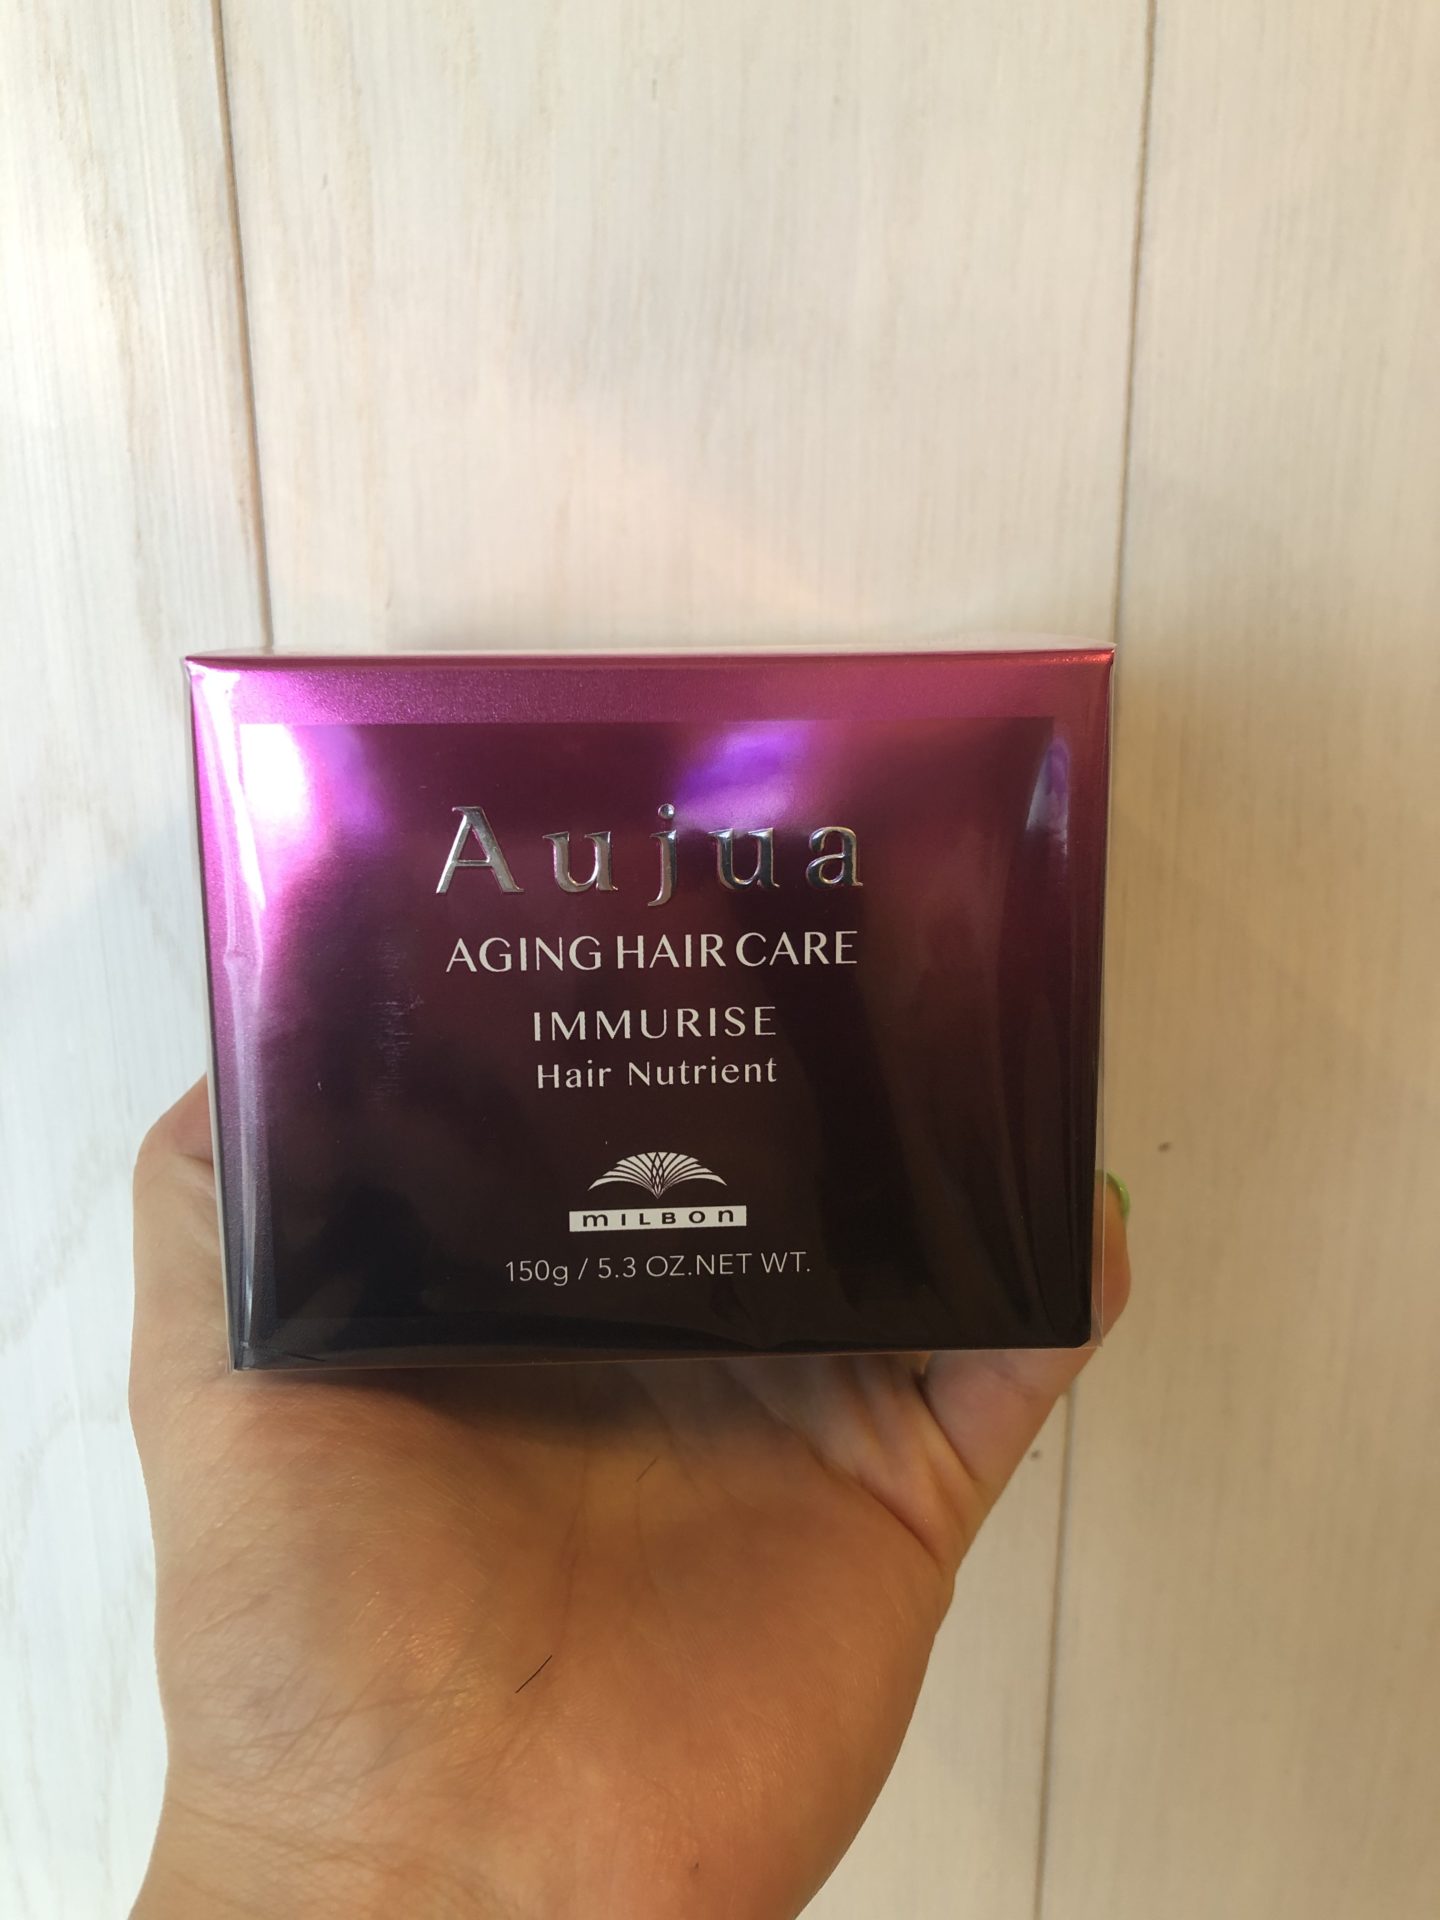 Aujua
AGING HAIR CARE
IMMURISE
Hair Nutrient
MILBON
150g / 5.3 OZ.NET WT.